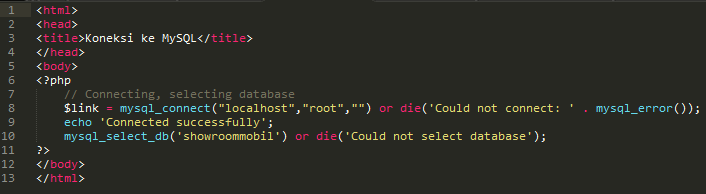 1 <html>
2 <head>
3 <title>Koneksi ke MySQL</title>
4 </head>
5 <body>
6 <?php
7 // Connecting, selecting database
8 $link = mysql_connect("localhost","root","") or die('Could not connect: ' . mysql_error());
9 echo 'Connected successfully';
10 mysql_select_db('showroommobil') or die('Could not select database');
11 ?>
12 </body>
13 </html>